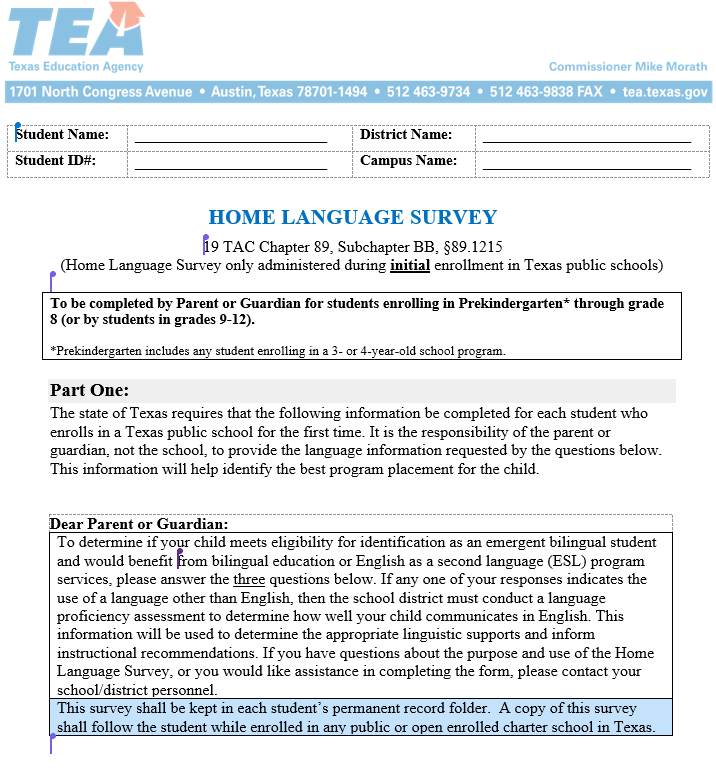 TEA
Texas Education Agency
Commissioner Mike Morath
1701 North Congress Avenue • Austin, Texas 78701-1494 • 512 463-9734 • 512 463-9838 FAX • tea.texas.gov
Student Name: District Name:
Student ID#: Campus Name:
HOME LANGUAGE SURVEY
19 TAC Chapter 89, Subchapter BB, §89.1215
(Home Language Survey only administered during initial enrollment in Texas public schools)
To be completed by Parent or Guardian for students enrolling in Prekindergarten* through grade
8 (or by students in grades 9-12).
*Prekindergarten includes any student enrolling in a 3- or 4-year-old school program.
Part One:
The state of Texas requires that the following information be completed for each student who
enrolls in a Texas public school for the first time. It is the responsibility of the parent or
guardian, not the school, to provide the language information requested by the questions below.
This information will help identify the best program placement for the child.
Dear Parent or Guardian:
To determine if your child meets eligibility for identification as an emergent bilingual student
and would benefit from bilingual education or English as a second language (ESL) program
services, please answer the three questions below. If any one of your responses indicates the
use of a language other than English, then the school district must conduct a language
proficiency assessment to determine how well your child communicates in English. This
information will be used to determine the appropriate linguistic supports and inform
instructional recommendations. If you have questions about the purpose and use of the Home
Language Survey, or you would like assistance in completing the form, please contact your
school/district personnel.
This survey shall be kept in each student's permanent record folder. A copy of this survey
shall follow the student while enrolled in any public or open enrolled charter school in Texas.